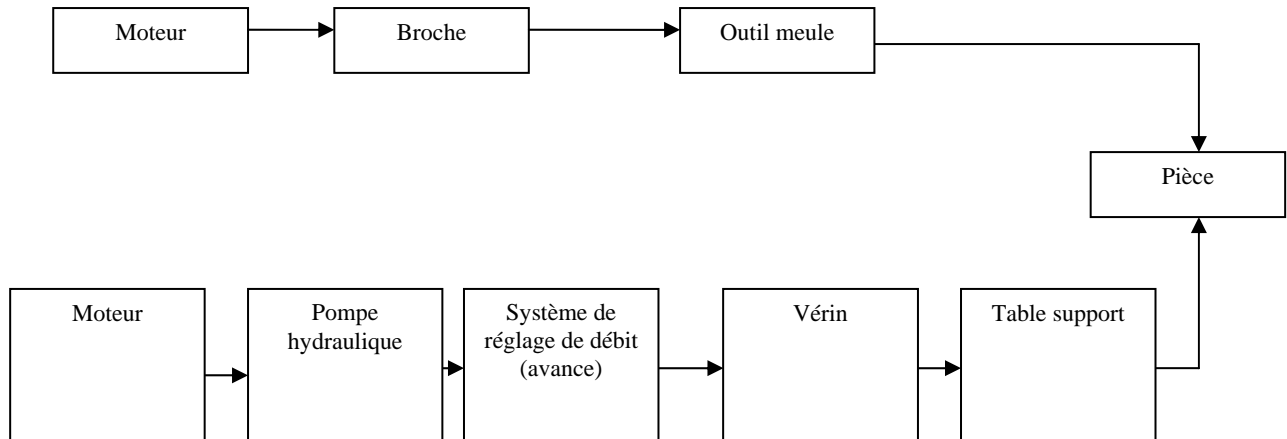 Moteur
Broche
Outil meule
Pièce
Moteur
Pompe
hydraulique
Système de
réglage de débit
(avance)
Vérin
Table support